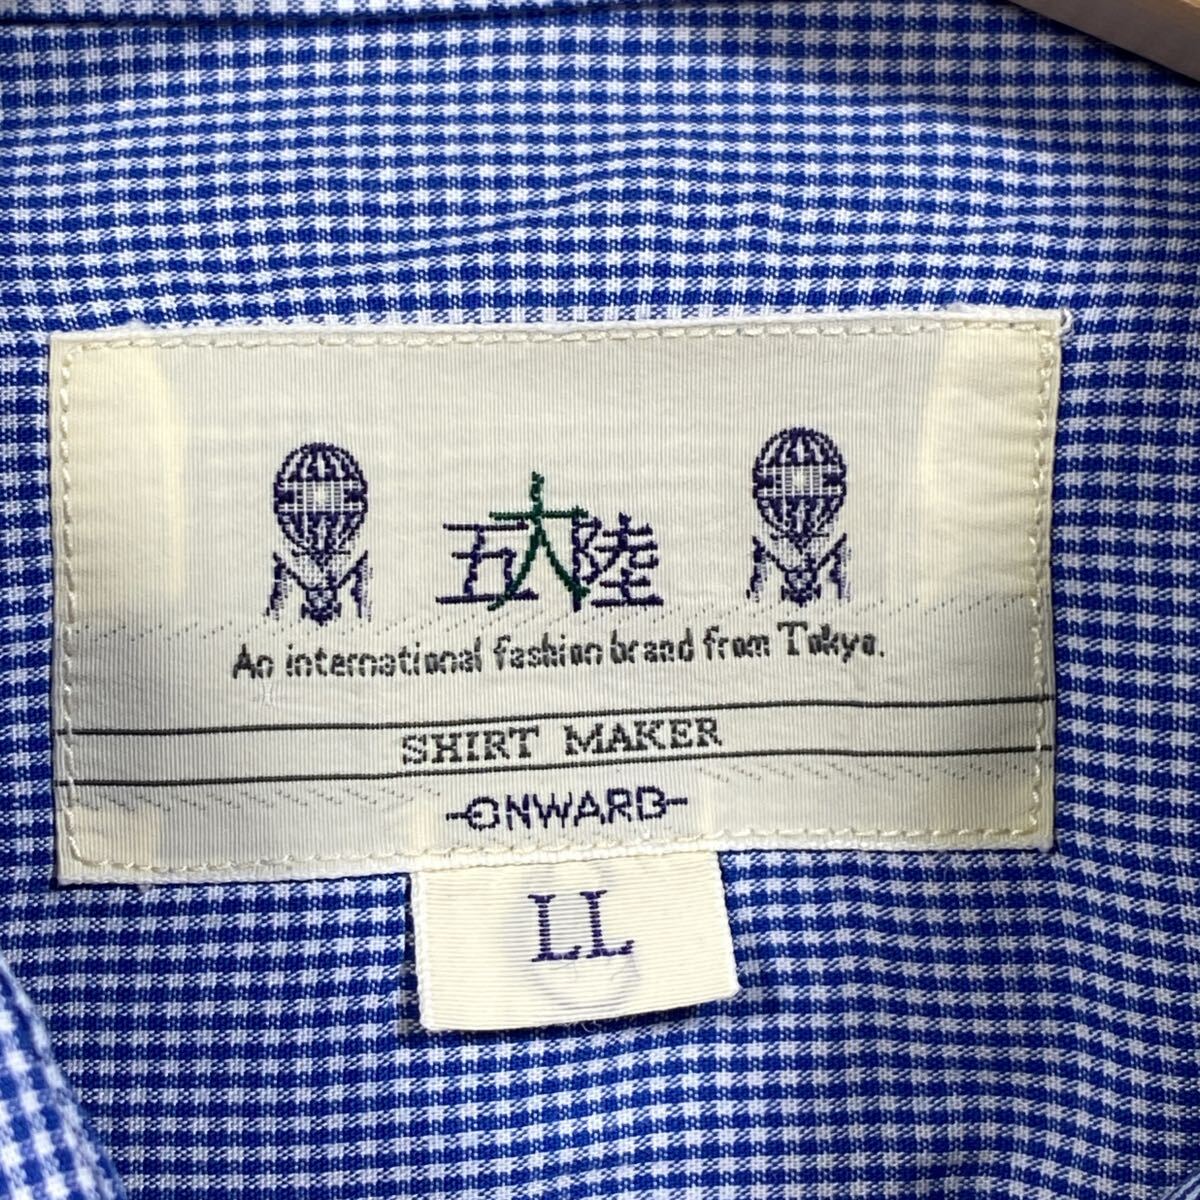 五大陸
An international fashion brand from Tokyo.
SHIRT MAKER
ONWARD
LL